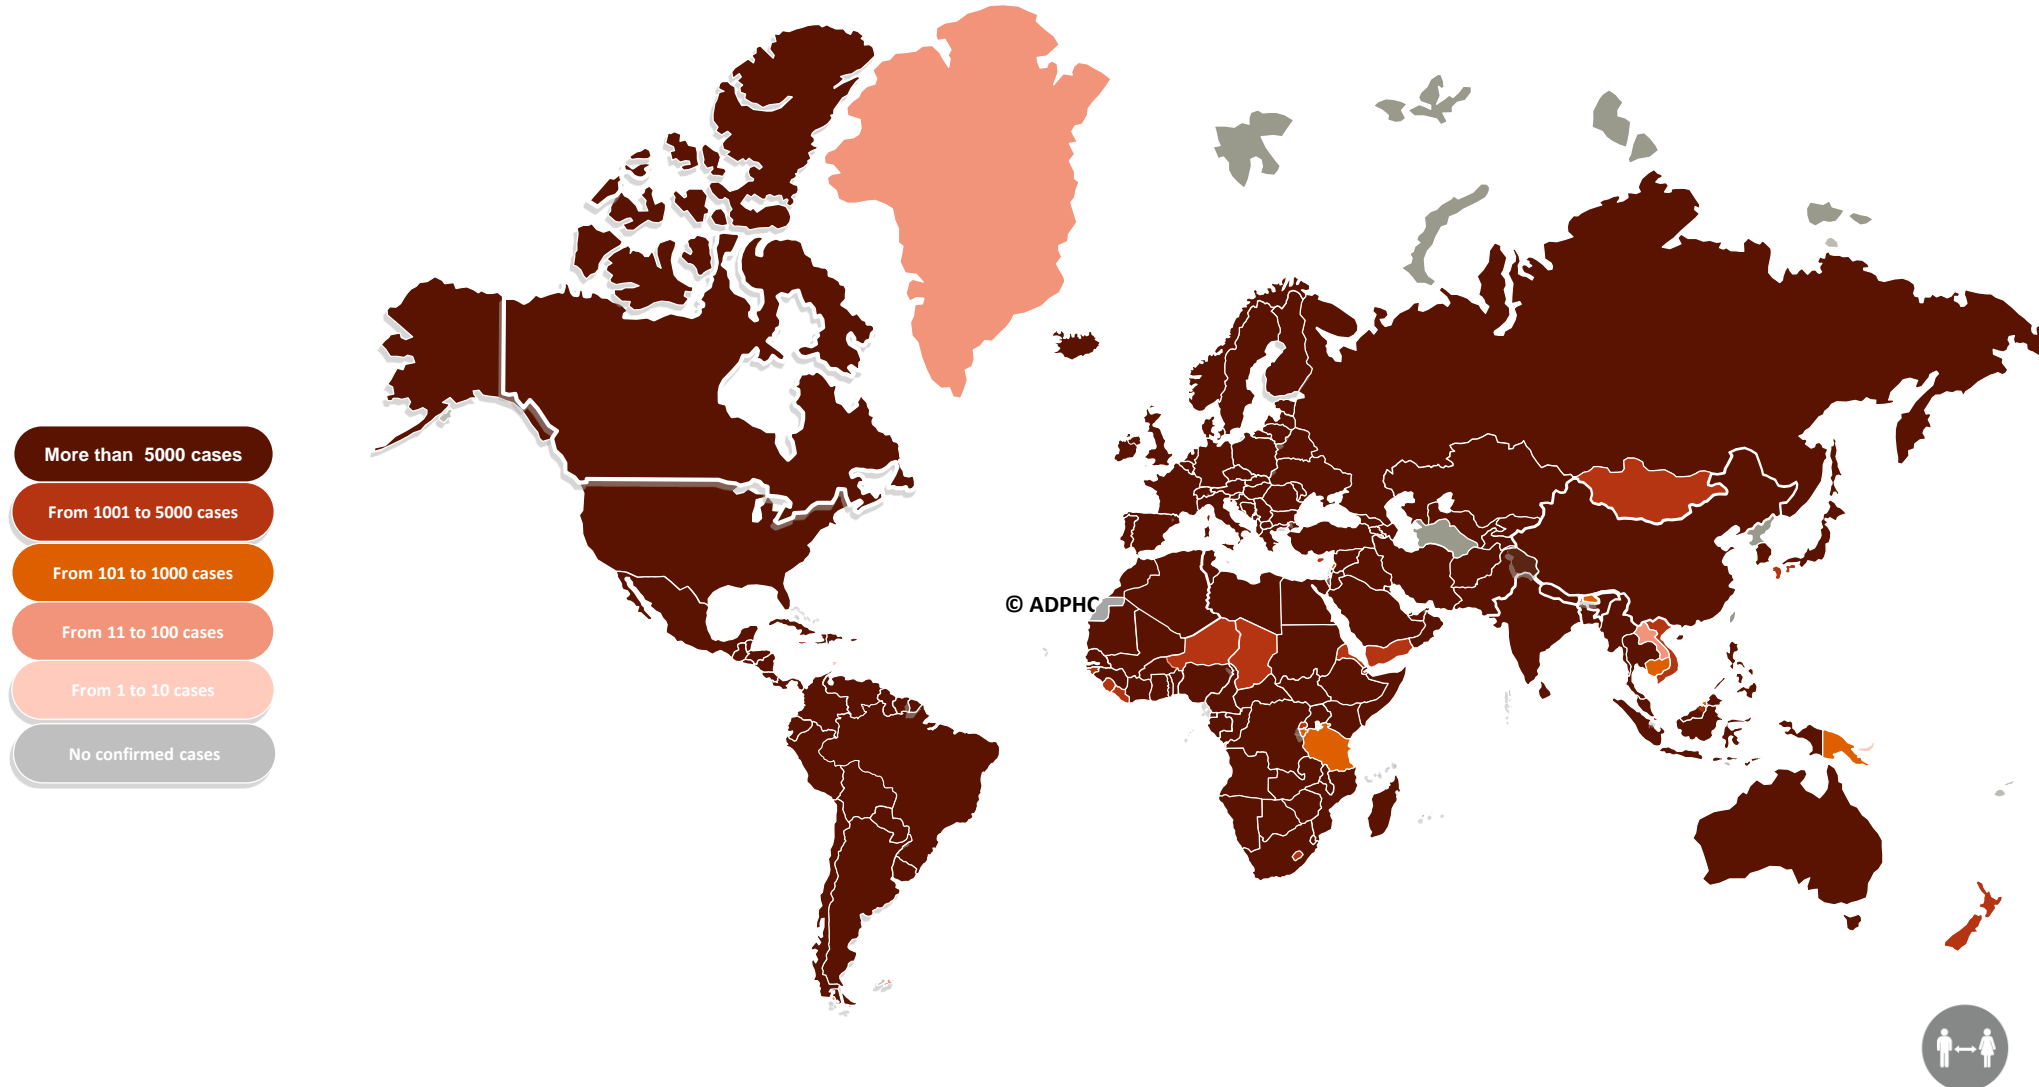 More than  5000 cases
From 1001 to 5000 cases
From 101 to 1000 cases
From 11 to 100 cases
From 1 to 10 cases
No confirmed cases
© ADPHC